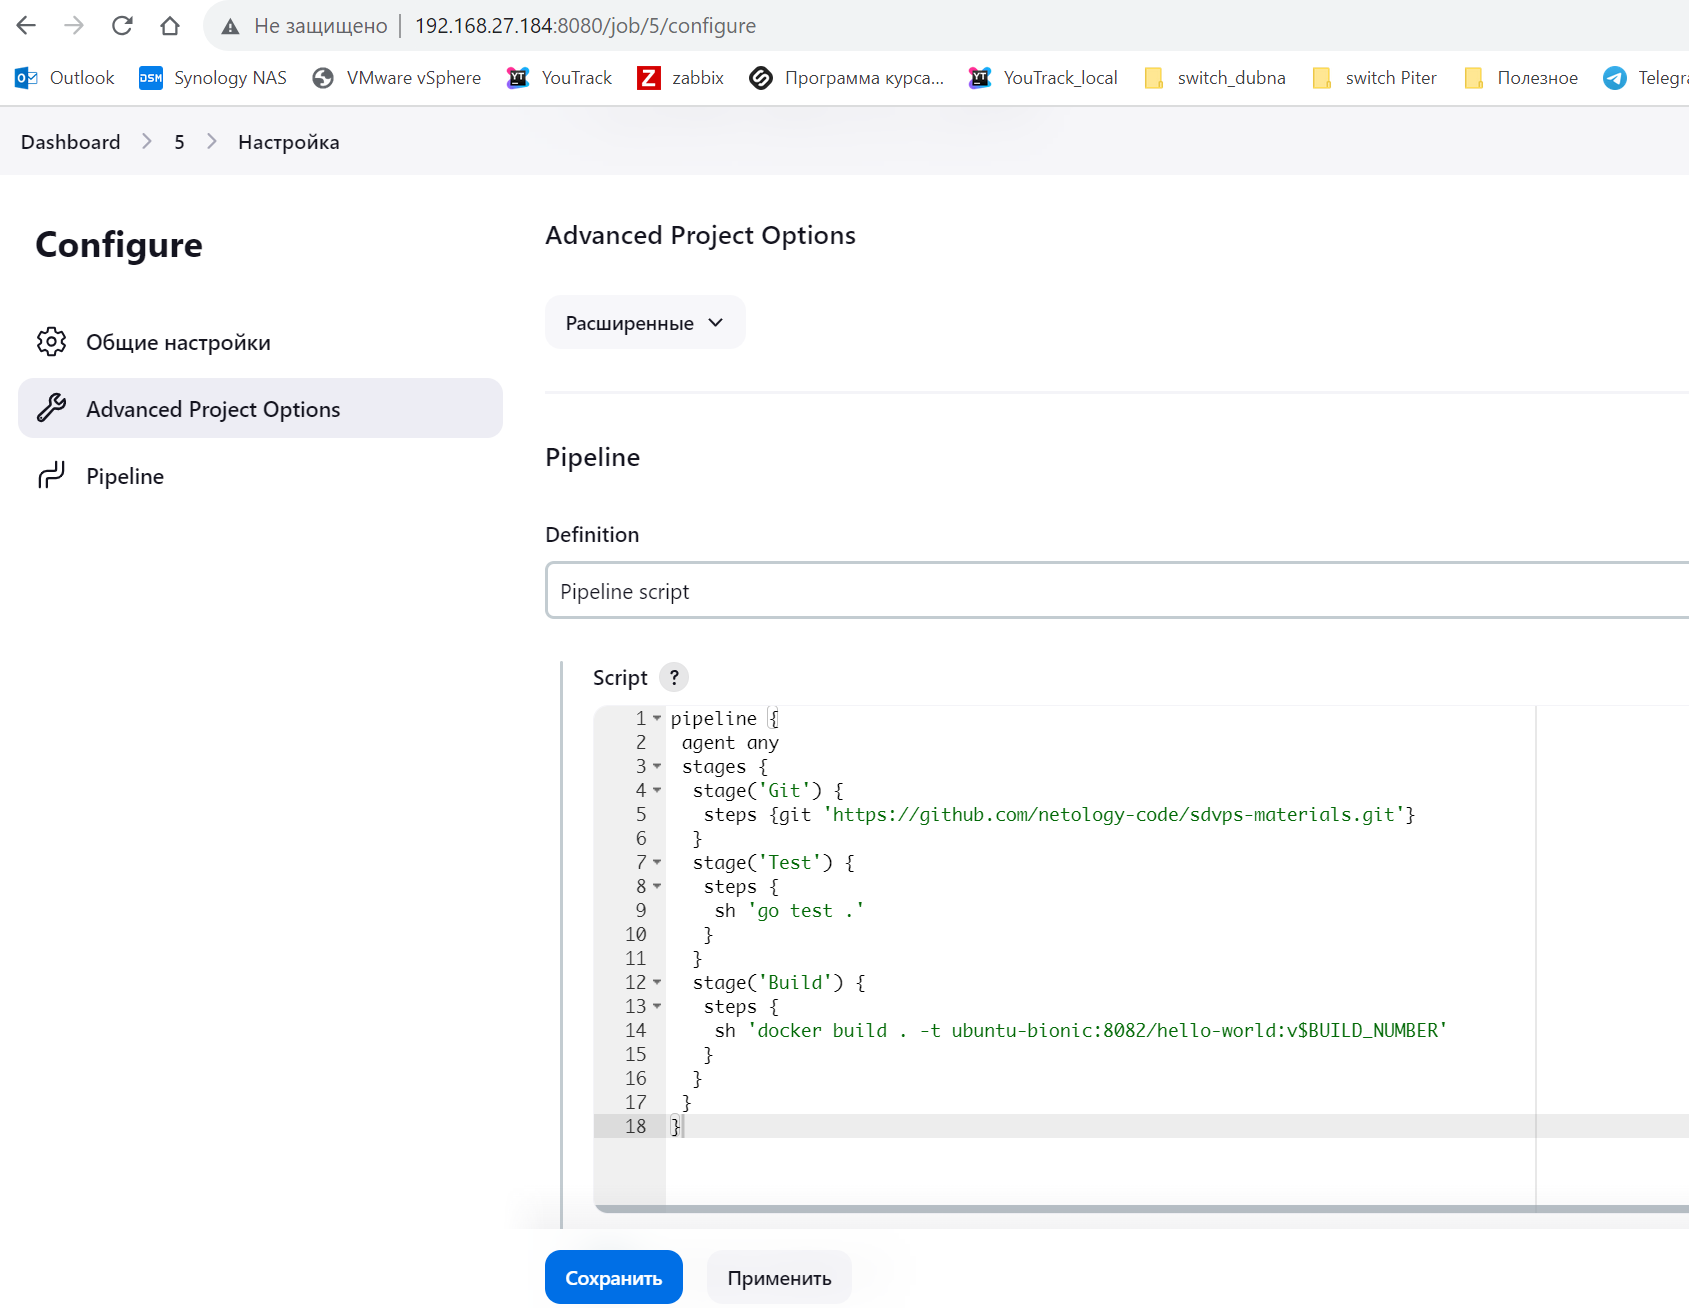 Не защищено | 192.168.27.184:8080/job/5/configure
Outlook DSM Synology NAS VMware vSphere YT YouTrack Z zabbix Программа курса... YT YouTrack_local switch_dubna switch Piter Полезное Telegra
Dashboard > 5 > Настройка
Configure
Общие настройки
Advanced Project Options
Pipeline
Advanced Project Options
Расширенные
Pipeline
Definition
Pipeline script
Script ?
1 pipeline {
2 agent any
3 stages {
4 stage('Git') {
5 steps {git 'https://github.com/netology-code/sdvps-materials.git'}
6 }
7 stage('Test') {
8 steps {
9 sh 'go test .'
10 }
11 }
12 stage('Build') {
13 steps {
14 sh 'docker build . -t ubuntu-bionic:8082/hello-world:v$BUILD_NUMBER'
15 }
16 }
17 }
18 }
Сохранить Применить